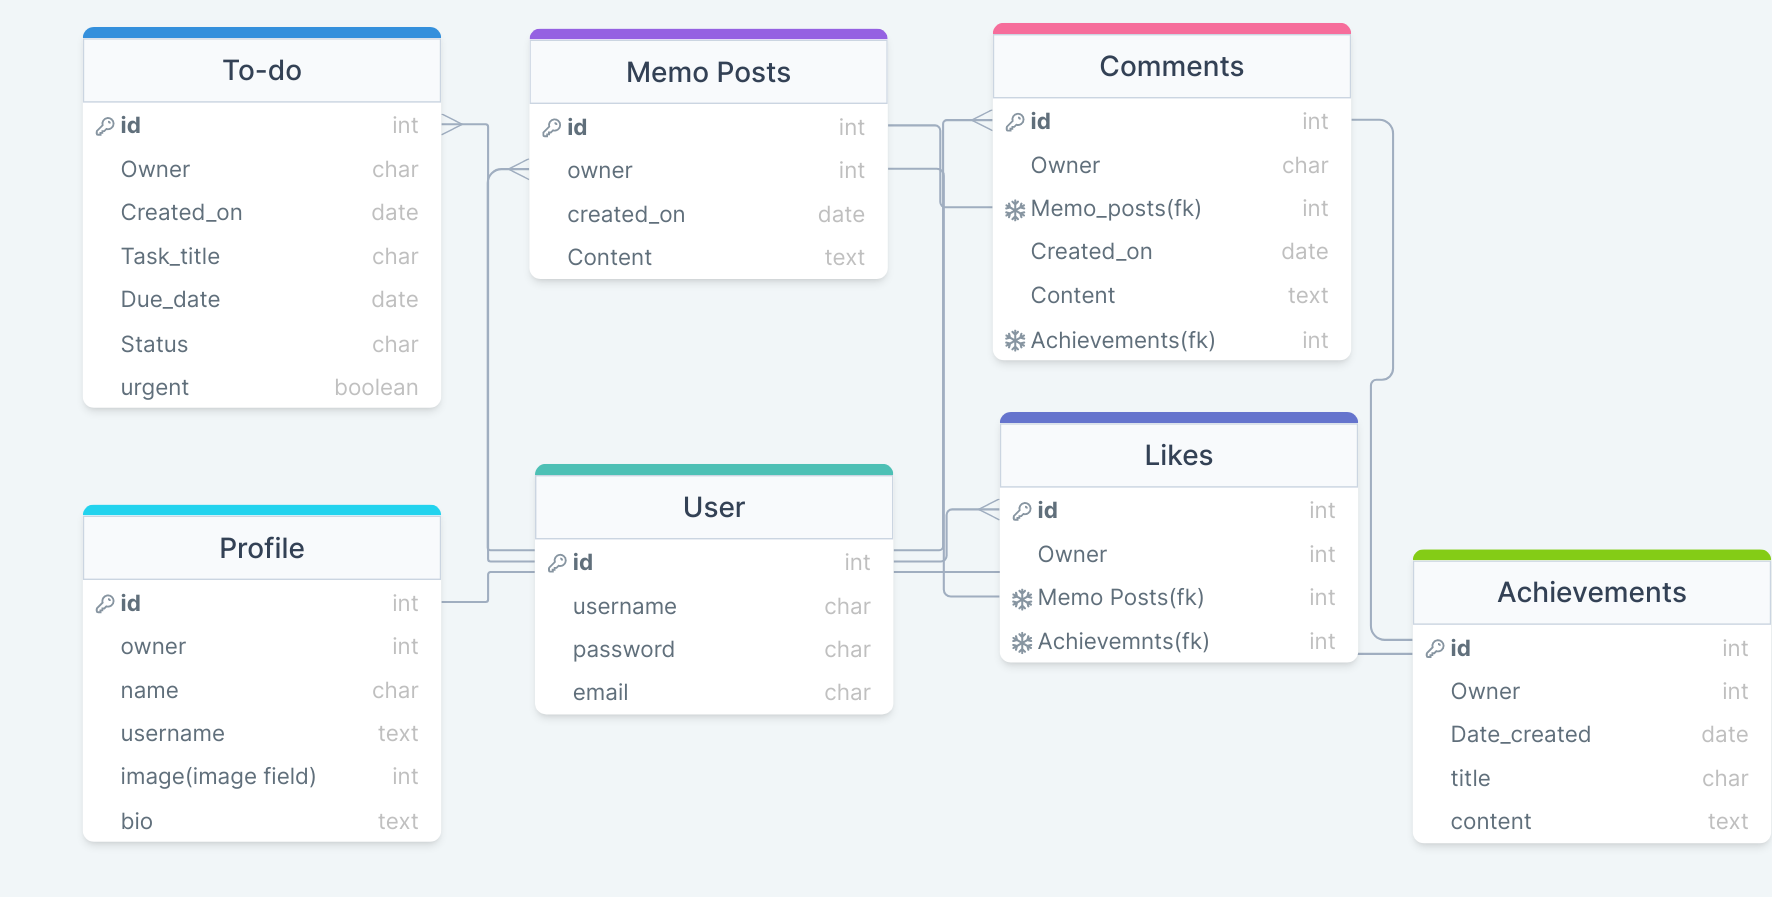 To-do
id int
Owner char
Created_on date
Task_title char
Due_date date
Status char
urgent boolean
Memo Posts
id int
owner int
created_on date
Content text
Comments
id int
Owner char
Memo_posts(fk) int
Created_on date
Content text
Achievements(fk) int
Profile
id int
owner int
name char
username text
image(image field) int
bio text
User
id int
username char
password char
email char
Likes
id int
Owner int
Memo Posts(fk) int
Achievemnts(fk) int
Achievements
id int
Owner int
Date_created date
title char
content text